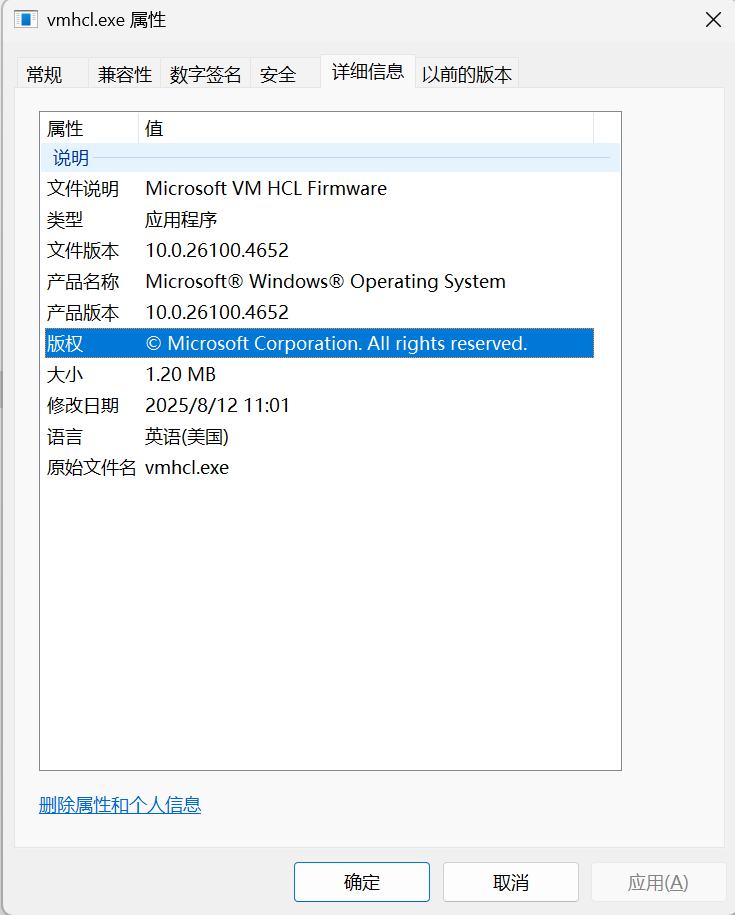 vmhcl.exe 属性
常规 兼容性 数字签名 安全 详细信息 以前的版本
属性 值
说明
文件说明 Microsoft VM HCL Firmware
类型 应用程序
文件版本 10.0.26100.4652
产品名称 Microsoft® Windows® Operating System
产品版本 10.0.26100.4652
版权 © Microsoft Corporation. All rights reserved.
大小 1.20 MB
修改日期 2025/8/12 11:01
语言 英语(美国)
原始文件名 vmhcl.exe
删除属性和个人信息
确定 取消 应用(A)